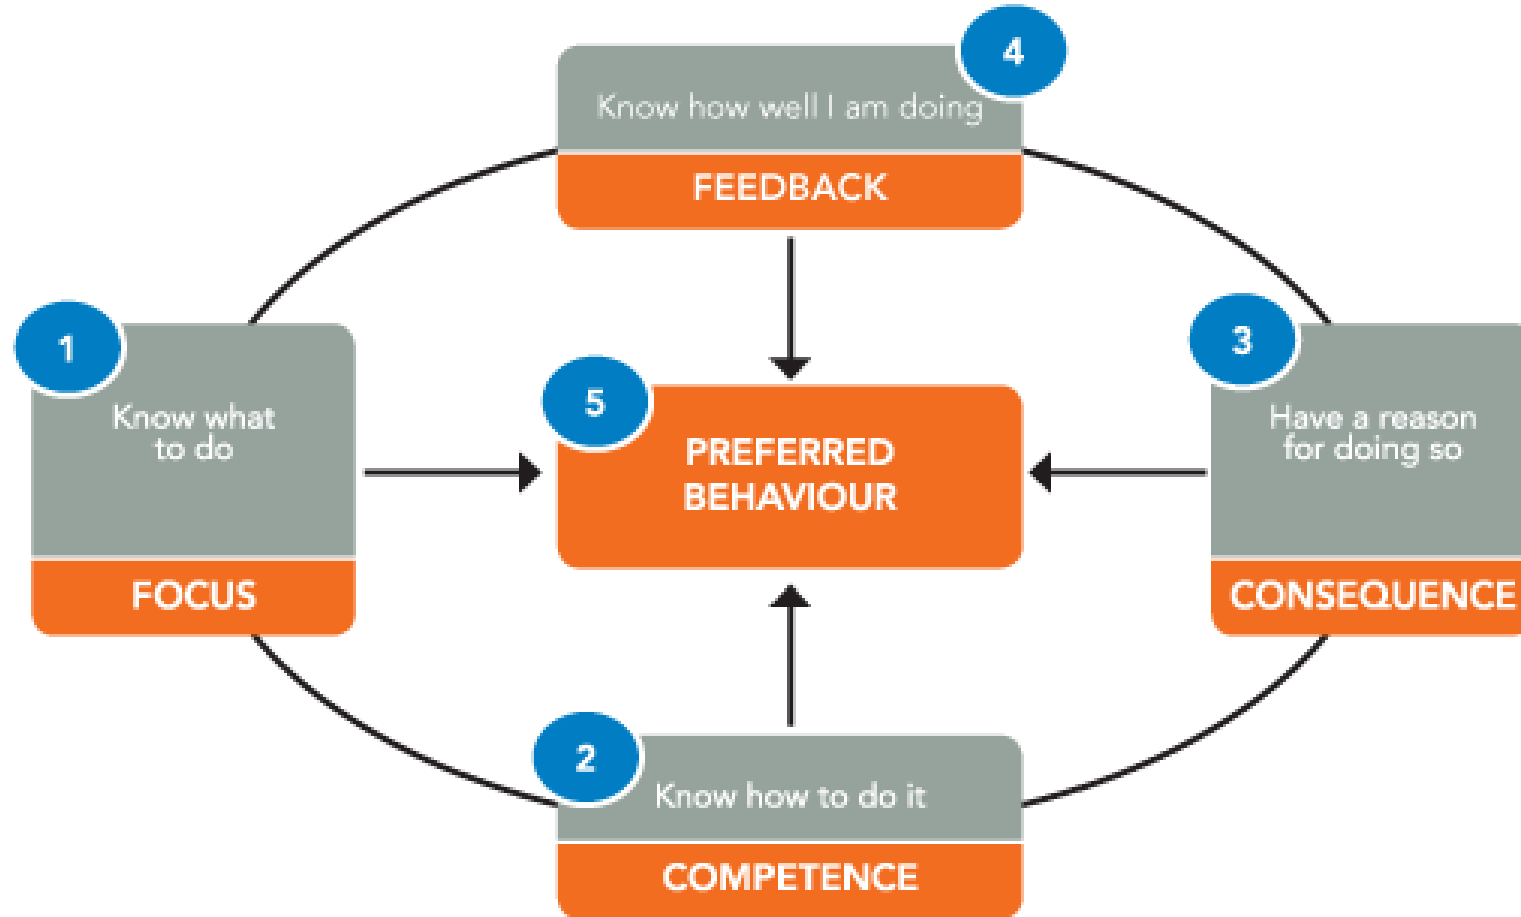 4
Know how well I am doing
FEEDBACK
1
Know what
to do
FOCUS
5
PREFERRED
BEHAVIOUR
3
Have a reason
for doing so
CONSEQUENCE
2
Know how to do it
COMPETENCE